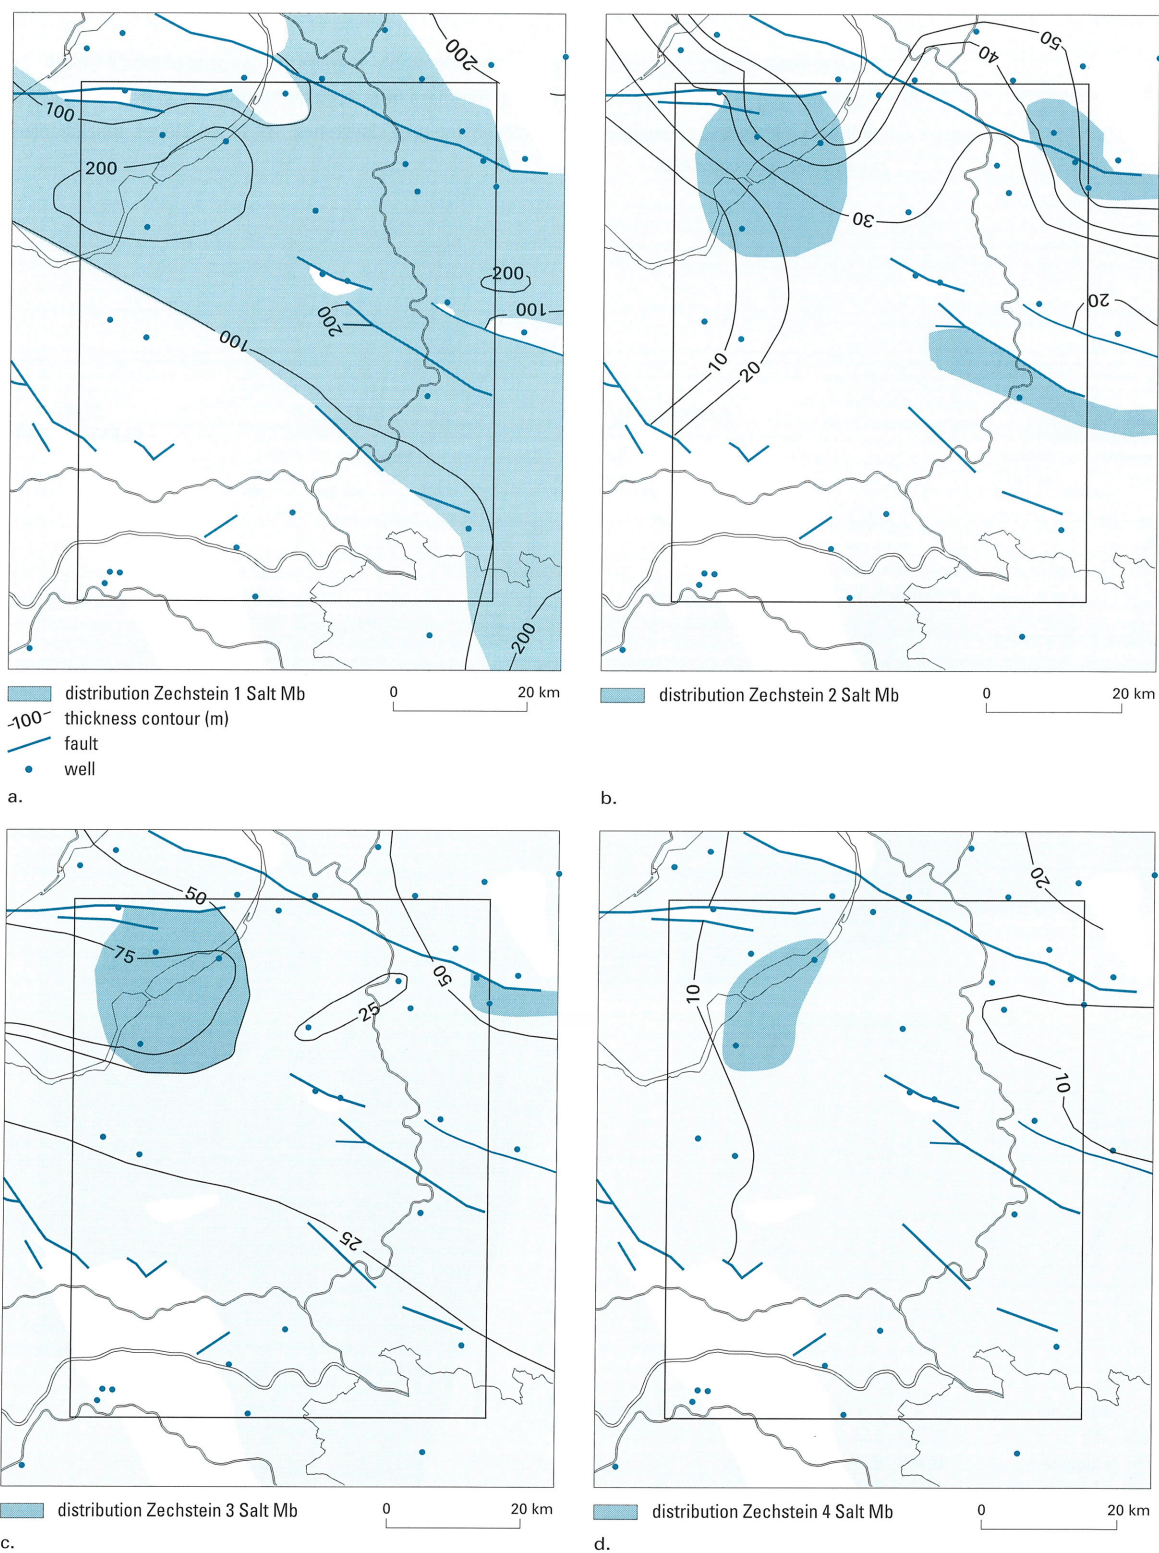 200
100
200
200
100
200
100
200
distribution Zechstein 1 Salt Mb
0 20 km
-100- thickness contour (m)
fault
well
a.
50
40
30
20
10
20
distribution Zechstein 2 Salt Mb
0 20 km
b.
50
75
50
25
25
distribution Zechstein 3 Salt Mb
0 20 km
c.
20
10
10
distribution Zechstein 4 Salt Mb
0 20 km
d.